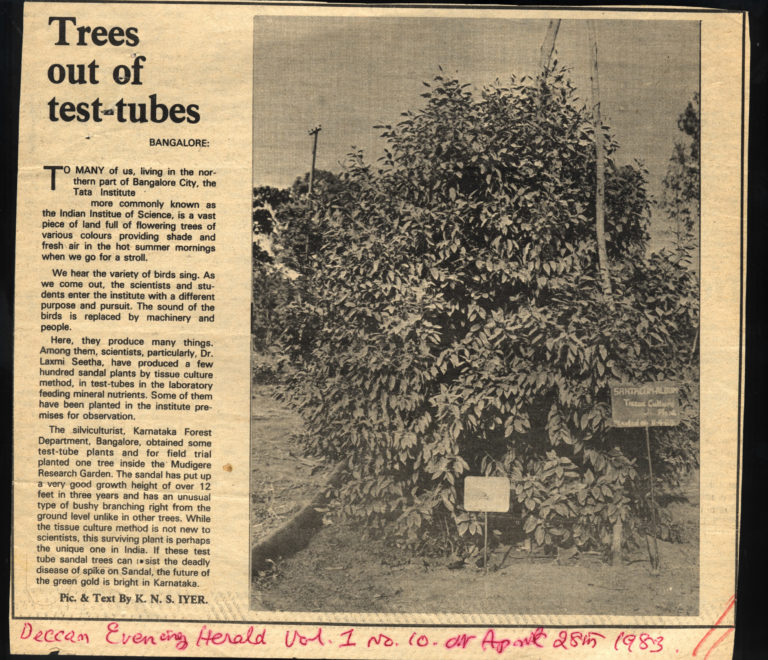 Trees
out of
test-tubes
BANGALORE:
TO MANY of us, living in the nor-
thern part of Bangalore City, the
Tata Institute
more commonly known as
the Indian Institue of Science, is a vast
piece of land full of flowering trees of
various colours providing shade and
fresh air in the hot summer mornings
when we go for a stroll.
We hear the variety of birds sing. As
we come out, the scientists and stu-
dents enter the institute with a different
purpose and pursuit. The sound of the
birds is replaced by machinery and
people.
Here, they produce many things.
Among them, scientists, particularly, Dr.
Laxmi Seetha, have produced a few
hundred sandal plants by tissue culture
method, in test-tubes in the laboratory
feeding mineral nutrients. Some of them
have been planted in the institute pre-
mises for observation.
The silviculturist, Karnataka Forest
Department, Bangalore, obtained some
test-tube plants and for field trial
planted one tree inside the Mudigere
Research Garden. The sandal has put up
a very good growth height of over 12
feet in three years and has an unusual
type of bushy branching right from the
ground level unlike in other trees. While
the tissue culture method is not new to
scientists, this surviving plant is perhaps
the unique one in India. If these test
tube sandal trees can sist the deadly
disease of spike on Sandal, the future of
the green gold is bright in Karnataka.
Pic. & Text By K. N. S. IYER.
SANTALUM ALBUM
Tissue Culture
Plant
Deccan Evening Herald Vol. 1 No. 10. dt April 28th 1983.